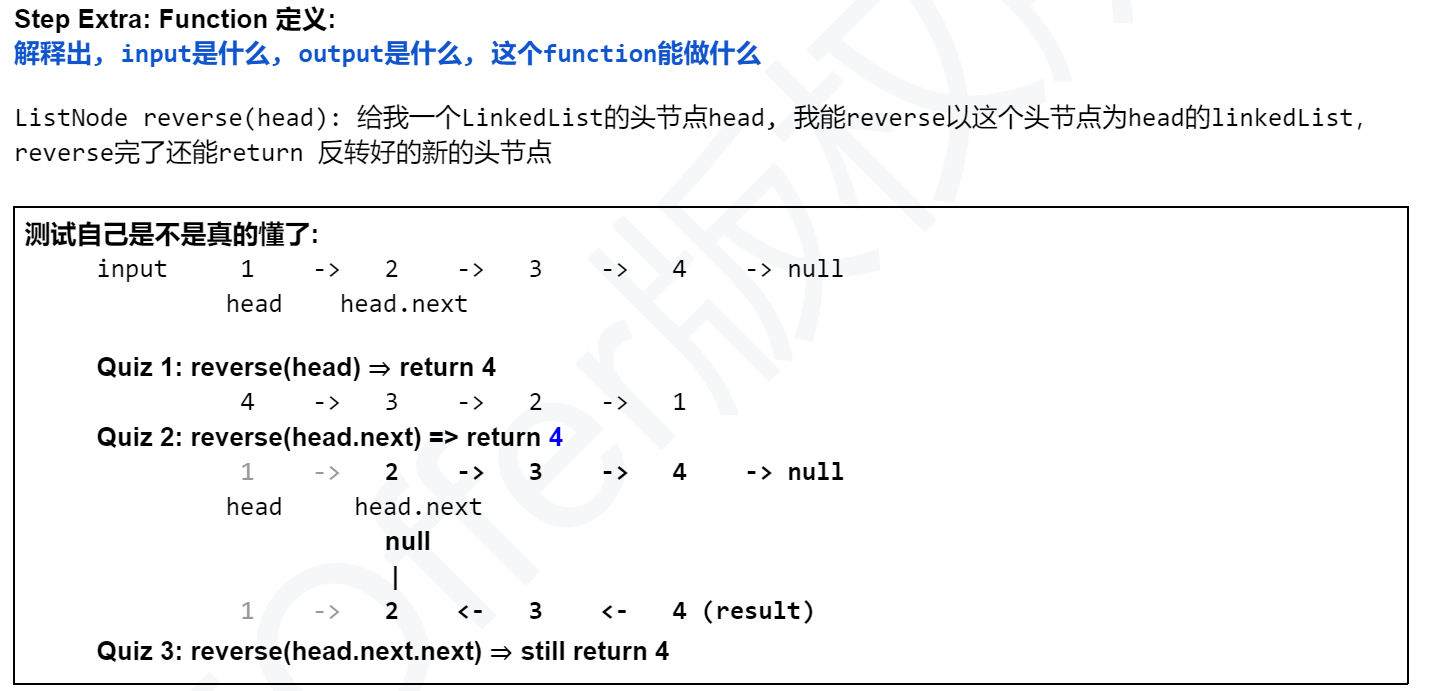 Step Extra: Function 定义:
解释出, input是什么, output是什么, 这个function能做什么
ListNode reverse(head): 给我一个LinkedList的头节点head, 我能reverse以这个头节点为head的linkedList,
reverse完了还能return 反转好的新的头节点
测试自己是不是真的懂了:
input 1 -> 2 -> 3 -> 4 -> null
head head.next
Quiz 1: reverse(head) ⇒ return 4
4 -> 3 -> 2 -> 1
Quiz 2: reverse(head.next) => return 4
1 -> 2 -> 3 -> 4 -> null
head head.next
null
|
1 -> 2 <- 3 <- 4 (result)
Quiz 3: reverse(head.next.next) ⇒ still return 4
Offer版权